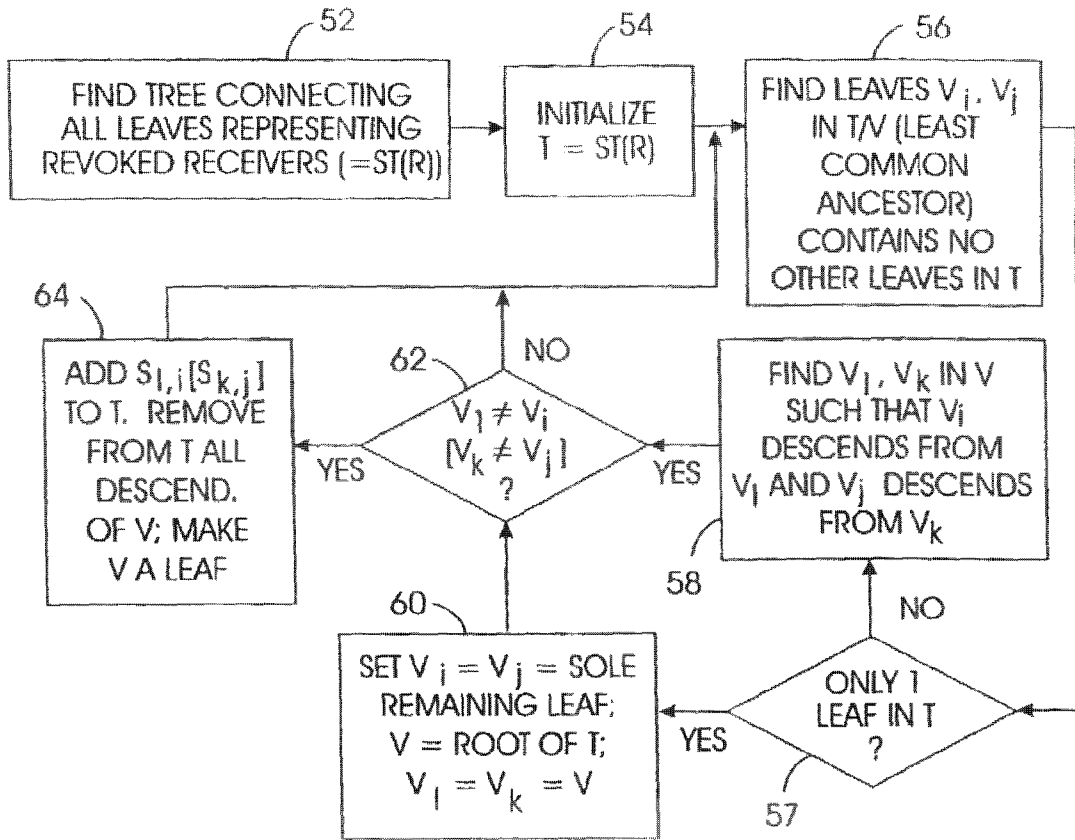 52
FIND TREE CONNECTING
ALL LEAVES REPRESENTING
REVOKED RECEIVERS (=ST(R))
54
INITIALIZE
T = ST(R)
56
FIND LEAVES V i , V j
IN T/V (LEAST
COMMON
ANCESTOR)
CONTAINS NO
OTHER LEAVES IN T
64
ADD S l,i [S k,j ]
TO T. REMOVE
FROM T ALL
DESCEND.
OF V; MAKE
V A LEAF
NO
62
V l ≠ V i
[V k ≠ V j ]
?
YES
YES
FIND V l , V k IN V
SUCH THAT V i
DESCENDS FROM
V l AND V j DESCENDS
FROM V k
58
NO
60
SET V i = V j = SOLE
REMAINING LEAF;
V = ROOT OF T;
V l = V k = V
YES
ONLY 1
LEAF IN T
?
57